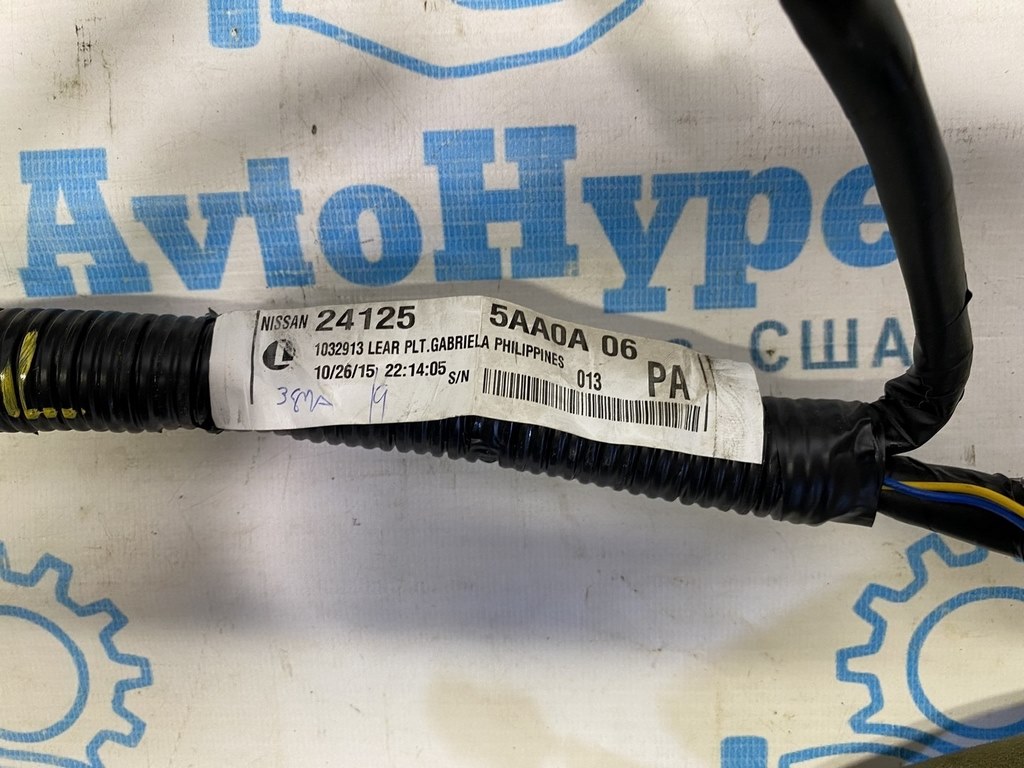 AvtoHype
США
NISSAN 24125 5AA0A 06
1032913 LEAR PLT.GABRIELA PHILIPPINES
10/26/15 22:14:05 S/N 013 PA
19